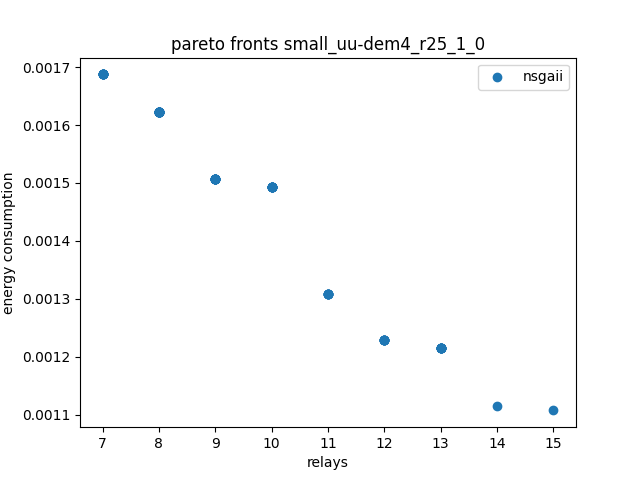 pareto fronts small_uu-dem4_r25_1_0
nsgaii
0.0017
0.0016
0.0015
0.0014
0.0013
0.0012
0.0011
energy consumption
7 8 9 10 11 12 13 14 15
relays